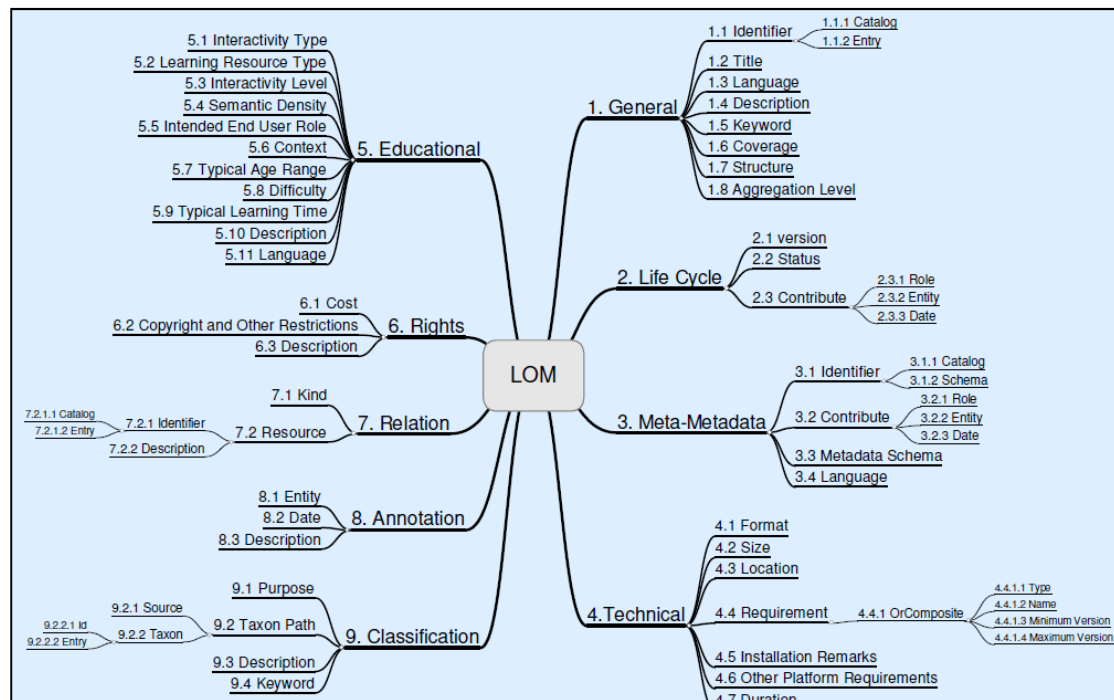 LOM
1. General
1.1 Identifier
1.1.1 Catalog
1.1.2 Entry
1.2 Title
1.3 Language
1.4 Description
1.5 Keyword
1.6 Coverage
1.7 Structure
1.8 Aggregation Level
2. Life Cycle
2.1 version
2.2 Status
2.3 Contribute
2.3.1 Role
2.3.2 Entity
2.3.3 Date
3. Meta-Metadata
3.1 Identifier
3.1.1 Catalog
3.1.2 Schema
3.2 Contribute
3.2.1 Role
3.2.2 Entity
3.2.3 Date
3.3 Metadata Schema
3.4 Language
4.Technical
4.1 Format
4.2 Size
4.3 Location
4.4 Requirement
4.4.1 OrComposite
4.4.1.1 Type
4.4.1.2 Name
4.4.1.3 Minimum Version
4.4.1.4 Maximum Version
4.5 Installation Remarks
4.6 Other Platform Requirements
4.7 Duration
5. Educational
5.1 Interactivity Type
5.2 Learning Resource Type
5.3 Interactivity Level
5.4 Semantic Density
5.5 Intended End User Role
5.6 Context
5.7 Typical Age Range
5.8 Difficulty
5.9 Typical Learning Time
5.10 Description
5.11 Language
6. Rights
6.1 Cost
6.2 Copyright and Other Restrictions
6.3 Description
7. Relation
7.1 Kind
7.2 Resource
7.2.1 Identifier
7.2.1.1 Catalog
7.2.1.2 Entry
7.2.2 Description
8. Annotation
8.1 Entity
8.2 Date
8.3 Description
9. Classification
9.1 Purpose
9.2 Taxon Path
9.2.1 Source
9.2.2 Taxon
9.2.2.1 Id
9.2.2.2 Entry
9.3 Description
9.4 Keyword